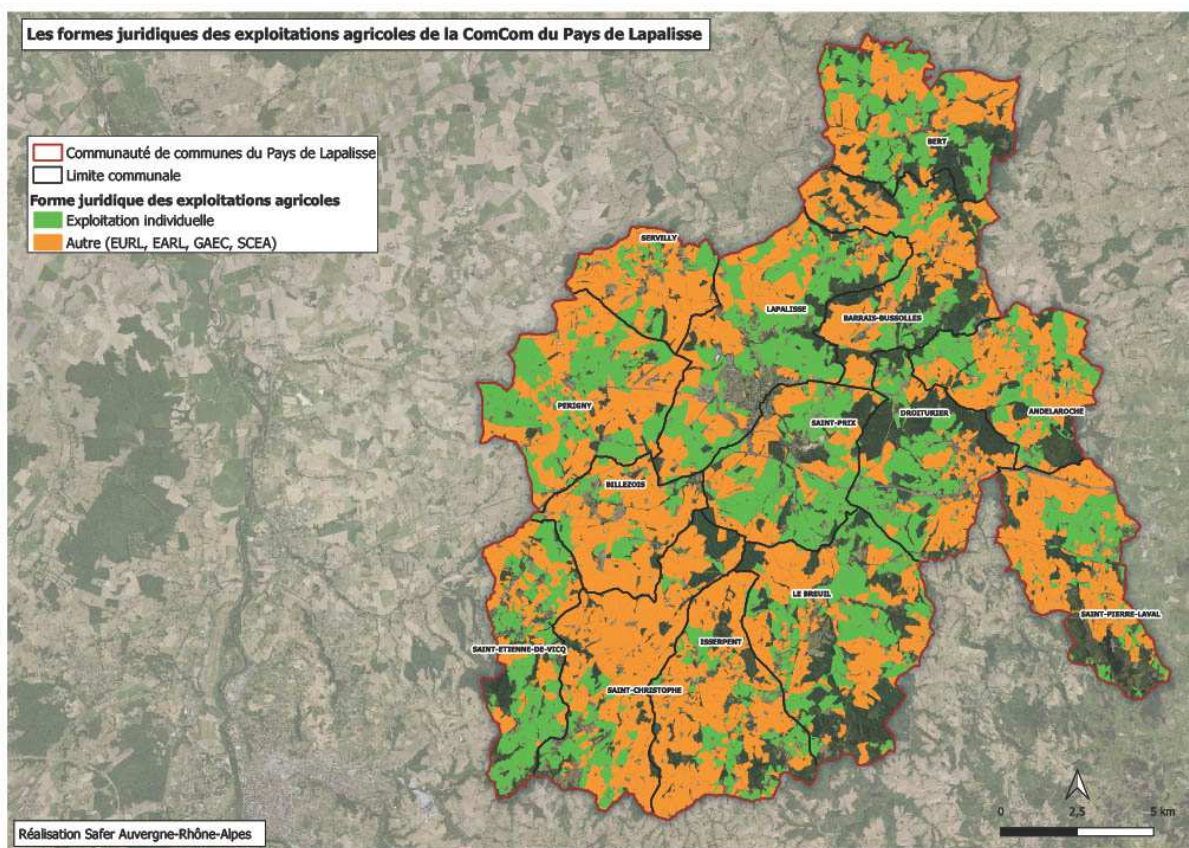 Les formes juridiques des exploitations agricoles de la ComCom du Pays de Lapalisse
Communauté de communes du Pays de Lapalisse
Limite communale
Forme juridique des exploitations agricoles
Exploitation individuelle
Autre (EURL, EARL, GAEC, SCEA)
BERT
SERVILLY
LAPALISSE
BARRAIS-BUSSOLLES
PERIGNY
DROITURIER
ANDELAROCHE
SAINT-PRIX
BILLEZOIS
LE BREUIL
SAINT-PIERRE-LAVAL
ISSERPENT
SAINT-ETIENNE-DE-VICQ
SAINT-CHRISTOPHE
0 2,5 5 km
Réalisation Safer Auvergne-Rhône-Alpes